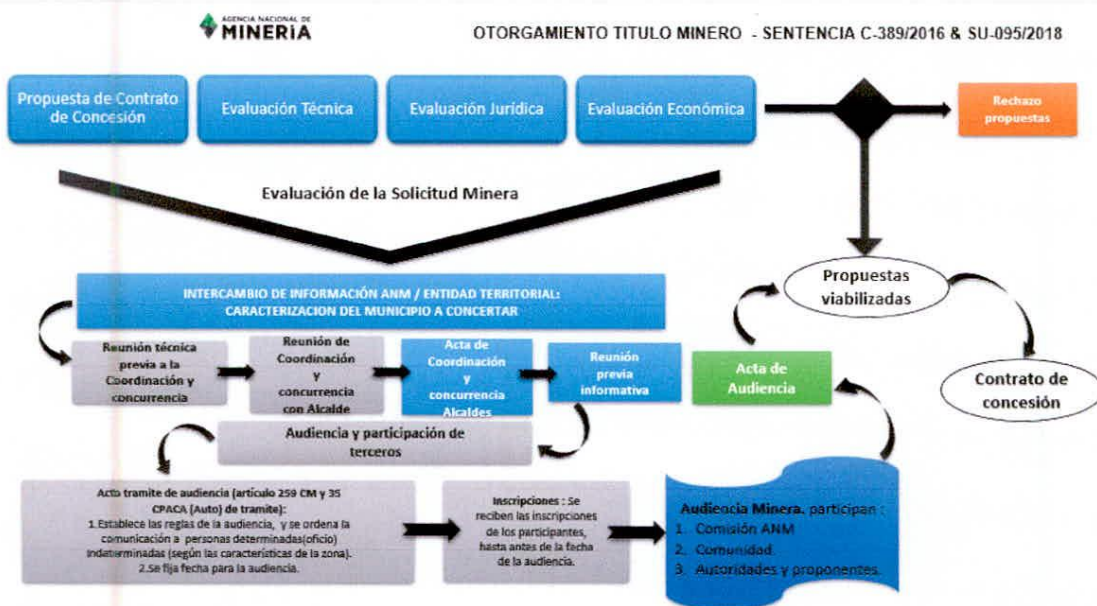 AGENCIA NACIONAL DE
MINERÍA
OTORGAMIENTO TITULO MINERO - SENTENCIA C-389/2016 & SU-095/2018
Propuesta de Contrato
de Concesión
Evaluación Técnica
Evaluación Jurídica
Evaluación Económica
Rechazo
propuestas
Evaluación de la Solicitud Minera
Propuestas
viabilizadas
INTERCAMBIO DE INFORMACIÓN ANM / ENTIDAD TERRITORIAL:
CARACTERIZACION DEL MUNICIPIO A CONCERTAR
Reunión técnica
previa a la
Coordinación y
concurrencia
Reunión de
Coordinación
y
concurrencia
con Alcalde
Acta de
Coordinación
y
concurrencia
Alcaldes
Reunión
previa
informativa
Acta de
Audiencia
Contrato de
concesión
Audiencia y participación de
terceros
Acto tramite de audiencia (artículo 259 CM y 35
CPACA (Auto) de tramite):
1.Establece las reglas de la audiencia, y se ordena la
comunicación a personas determinadas(oficio)
indeterminadas (según las características de la zona).
2.Se fija fecha para la audiencia.
Inscripciones : Se
reciben las inscripciones
de los participantes,
hasta antes de la fecha
de la audiencia.
Audiencia Minera. participan :
1. Comisión ANM
2. Comunidad.
3. Autoridades y proponentes.